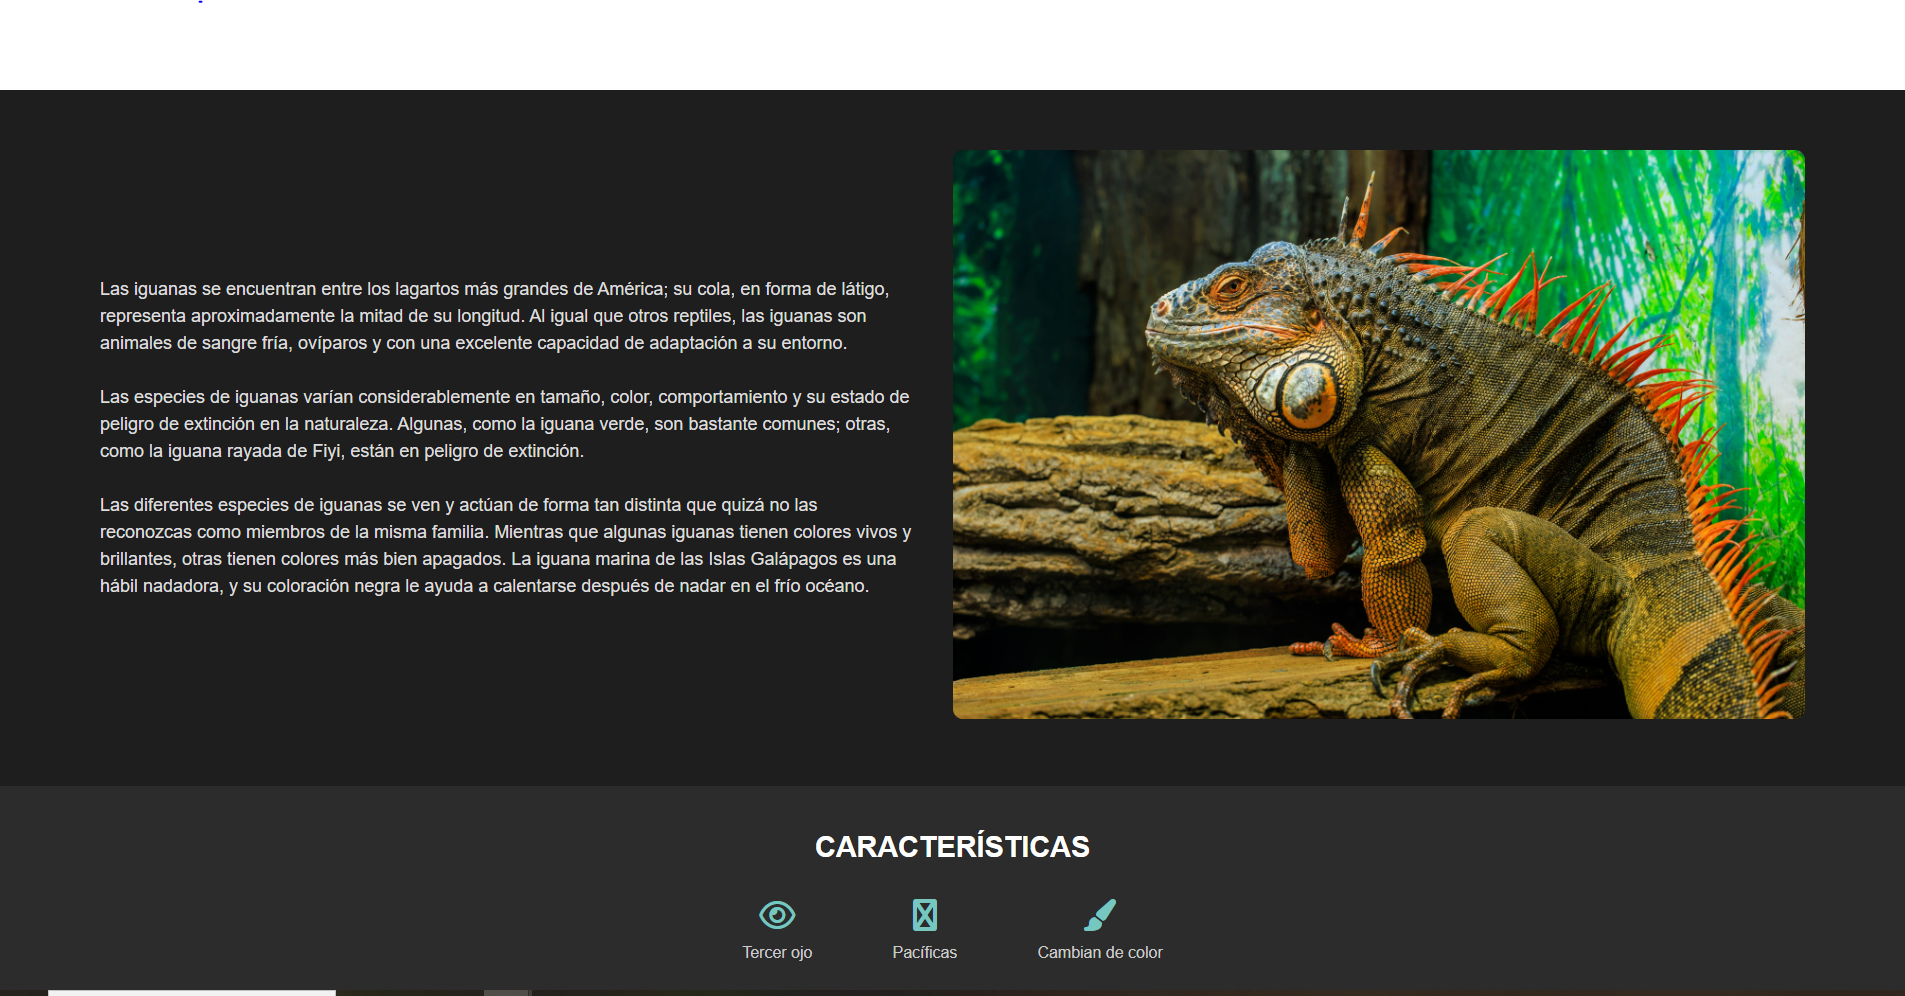 Las iguanas se encuentran entre los lagartos más grandes de América; su cola, en forma de látigo,
representa aproximadamente la mitad de su longitud. Al igual que otros reptiles, las iguanas son
animales de sangre fría, ovíparos y con una excelente capacidad de adaptación a su entorno.
Las especies de iguanas varían considerablemente en tamaño, color, comportamiento y su estado de
peligro de extinción en la naturaleza. Algunas, como la iguana verde, son bastante comunes; otras,
como la iguana rayada de Fiyi, están en peligro de extinción.
Las diferentes especies de iguanas se ven y actúan de forma tan distinta que quizá no las
reconozcas como miembros de la misma familia. Mientras que algunas iguanas tienen colores vivos y
brillantes, otras tienen colores más bien apagados. La iguana marina de las Islas Galápagos es una
hábil nadadora, y su coloración negra le ayuda a calentarse después de nadar en el frío océano.
CARACTERÍSTICAS
Tercer ojo
Pacíficas
Cambian de color